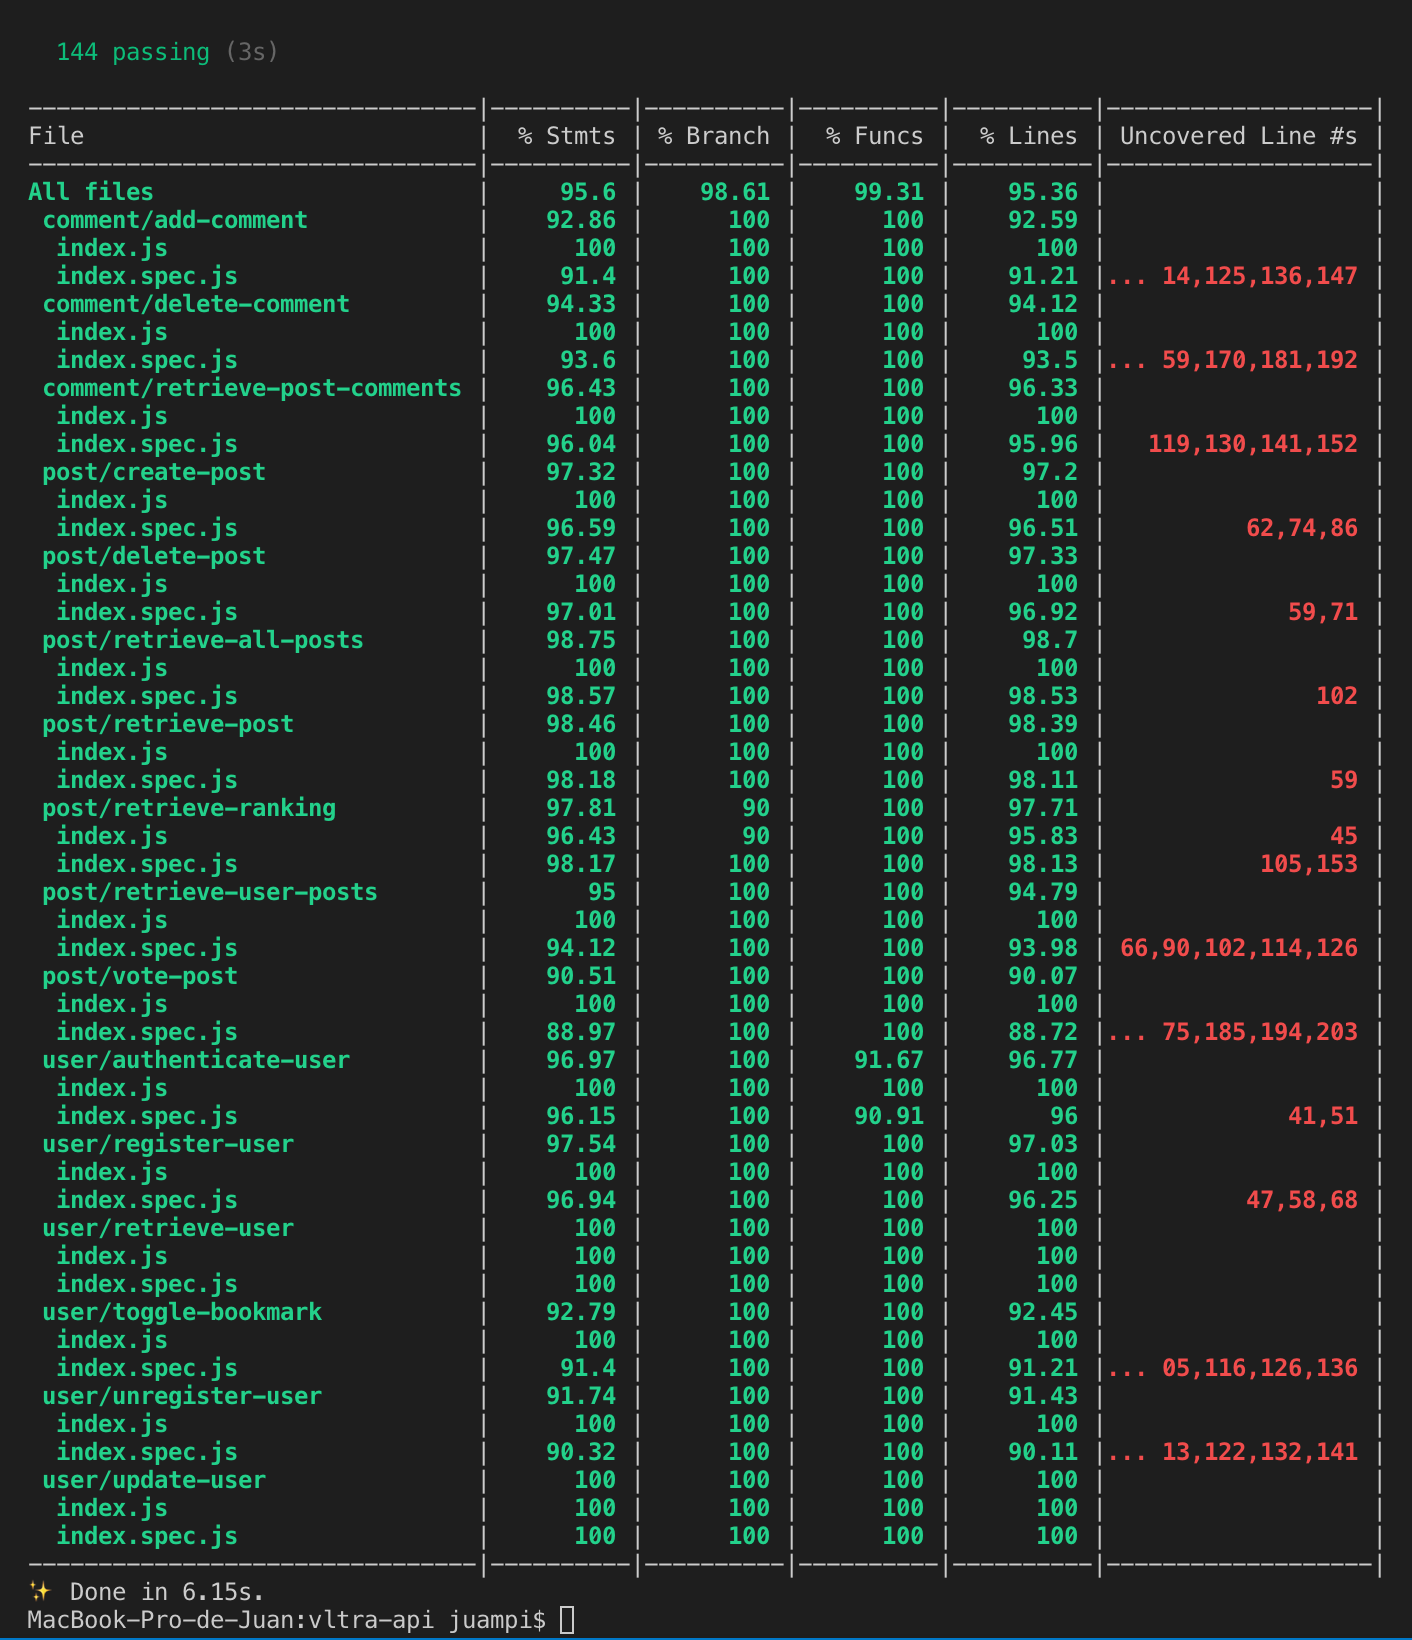 144 passing (3s)
--------------------------------|----------|----------|----------|----------|-------------------|
File                            |  % Stmts | % Branch |  % Funcs |  % Lines | Uncovered Line #s |
--------------------------------|----------|----------|----------|----------|-------------------|
All files                       |     95.6 |    98.61 |    99.31 |    95.36 |                   |
 comment/add-comment            |    92.86 |      100 |      100 |    92.59 |                   |
  index.js                      |      100 |      100 |      100 |      100 |                   |
  index.spec.js                 |     91.4 |      100 |      100 |    91.21 |... 14,125,136,147 |
 comment/delete-comment         |    94.33 |      100 |      100 |    94.12 |                   |
  index.js                      |      100 |      100 |      100 |      100 |                   |
  index.spec.js                 |     93.6 |      100 |      100 |     93.5 |... 59,170,181,192 |
 comment/retrieve-post-comments |    96.43 |      100 |      100 |    96.33 |                   |
  index.js                      |      100 |      100 |      100 |      100 |                   |
  index.spec.js                 |    96.04 |      100 |      100 |    95.96 |   119,130,141,152 |
 post/create-post               |    97.32 |      100 |      100 |     97.2 |                   |
  index.js                      |      100 |      100 |      100 |      100 |                   |
  index.spec.js                 |    96.59 |      100 |      100 |    96.51 |          62,74,86 |
 post/delete-post               |    97.47 |      100 |      100 |    97.33 |                   |
  index.js                      |      100 |      100 |      100 |      100 |                   |
  index.spec.js                 |    97.01 |      100 |      100 |    96.92 |             59,71 |
 post/retrieve-all-posts        |    98.75 |      100 |      100 |     98.7 |                   |
  index.js                      |      100 |      100 |      100 |      100 |                   |
  index.spec.js                 |    98.57 |      100 |      100 |    98.53 |               102 |
 post/retrieve-post             |    98.46 |      100 |      100 |    98.39 |                   |
  index.js                      |      100 |      100 |      100 |      100 |                   |
  index.spec.js                 |    98.18 |      100 |      100 |    98.11 |                59 |
 post/retrieve-ranking          |    97.81 |       90 |      100 |    97.71 |                   |
  index.js                      |    96.43 |       90 |      100 |    95.83 |                45 |
  index.spec.js                 |    98.17 |      100 |      100 |    98.13 |           105,153 |
 post/retrieve-user-posts       |       95 |      100 |      100 |    94.79 |                   |
  index.js                      |      100 |      100 |      100 |      100 |                   |
  index.spec.js                 |    94.12 |      100 |      100 |    93.98 | 66,90,102,114,126 |
 post/vote-post                 |    90.51 |      100 |      100 |    90.07 |                   |
  index.js                      |      100 |      100 |      100 |      100 |                   |
  index.spec.js                 |    88.97 |      100 |      100 |    88.72 |... 75,185,194,203 |
 user/authenticate-user         |    96.97 |      100 |    91.67 |    96.77 |                   |
  index.js                      |      100 |      100 |      100 |      100 |                   |
  index.spec.js                 |    96.15 |      100 |    90.91 |       96 |             41,51 |
 user/register-user             |    97.54 |      100 |      100 |    97.03 |                   |
  index.js                      |      100 |      100 |      100 |      100 |                   |
  index.spec.js                 |    96.94 |      100 |      100 |    96.25 |          47,58,68 |
 user/retrieve-user             |      100 |      100 |      100 |      100 |                   |
  index.js                      |      100 |      100 |      100 |      100 |                   |
  index.spec.js                 |      100 |      100 |      100 |      100 |                   |
 user/toggle-bookmark           |    92.79 |      100 |      100 |    92.45 |                   |
  index.js                      |      100 |      100 |      100 |      100 |                   |
  index.spec.js                 |     91.4 |      100 |      100 |    91.21 |... 05,116,126,136 |
 user/unregister-user           |    91.74 |      100 |      100 |    91.43 |                   |
  index.js                      |      100 |      100 |      100 |      100 |                   |
  index.spec.js                 |    90.32 |      100 |      100 |    90.11 |... 13,122,132,141 |
 user/update-user               |      100 |      100 |      100 |      100 |                   |
  index.js                      |      100 |      100 |      100 |      100 |                   |
  index.spec.js                 |      100 |      100 |      100 |      100 |                   |
--------------------------------|----------|----------|----------|----------|-------------------|
✨ Done in 6.15s.
MacBook-Pro-de-Juan:vltra-api juampi$